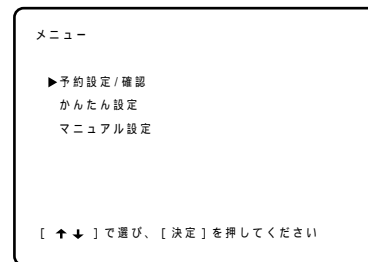 メニュー
▶予約設定/確認
かんたん設定
マニュアル設定
[ ↑↓ ]で選び、[決定]を押してください